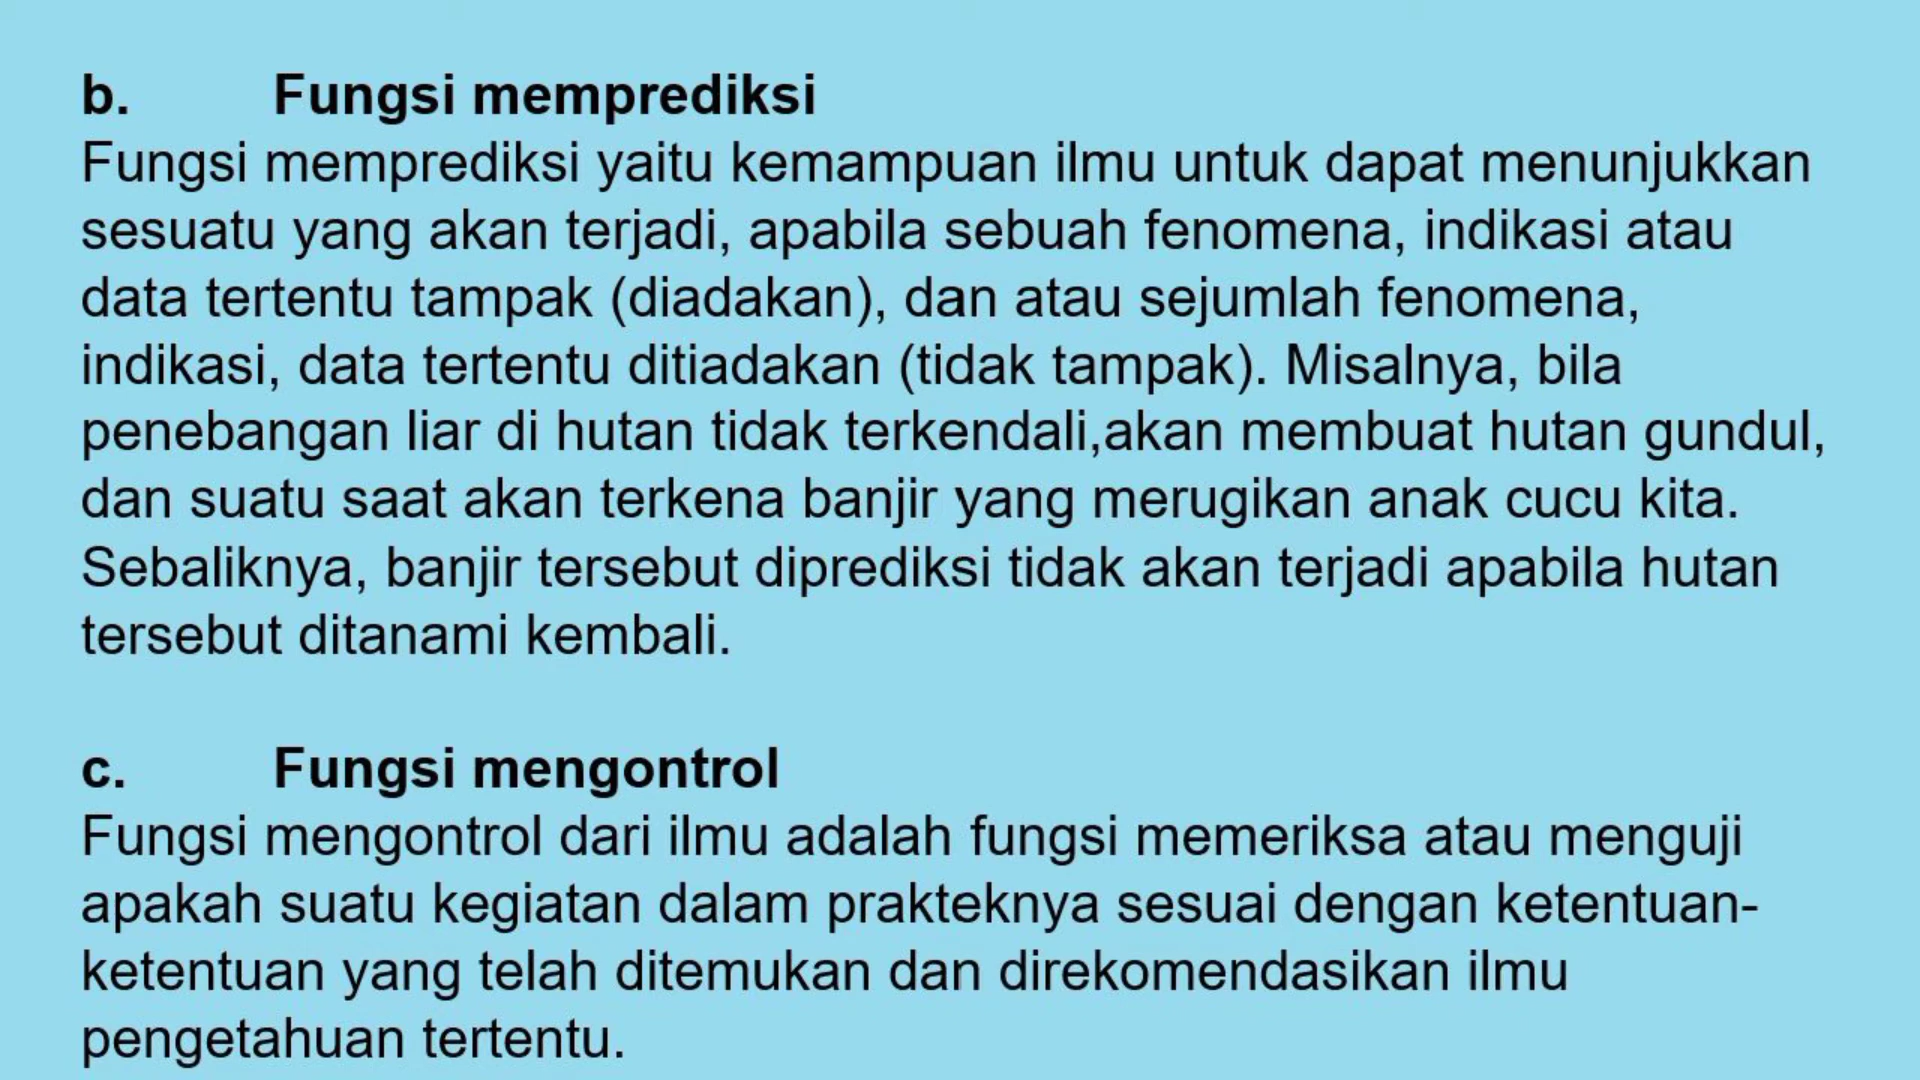 b. Fungsi memprediksi
Fungsi memprediksi yaitu kemampuan ilmu untuk dapat menunjukkan
sesuatu yang akan terjadi, apabila sebuah fenomena, indikasi atau
data tertentu tampak (diadakan), dan atau sejumlah fenomena,
indikasi, data tertentu ditiadakan (tidak tampak). Misalnya, bila
penebangan liar di hutan tidak terkendali,akan membuat hutan gundul,
dan suatu saat akan terkena banjir yang merugikan anak cucu kita.
Sebaliknya, banjir tersebut diprediksi tidak akan terjadi apabila hutan
tersebut ditanami kembali.
c. Fungsi mengontrol
Fungsi mengontrol dari ilmu adalah fungsi memeriksa atau menguji
apakah suatu kegiatan dalam prakteknya sesuai dengan ketentuan-
ketentuan yang telah ditemukan dan direkomendasikan ilmu
pengetahuan tertentu.